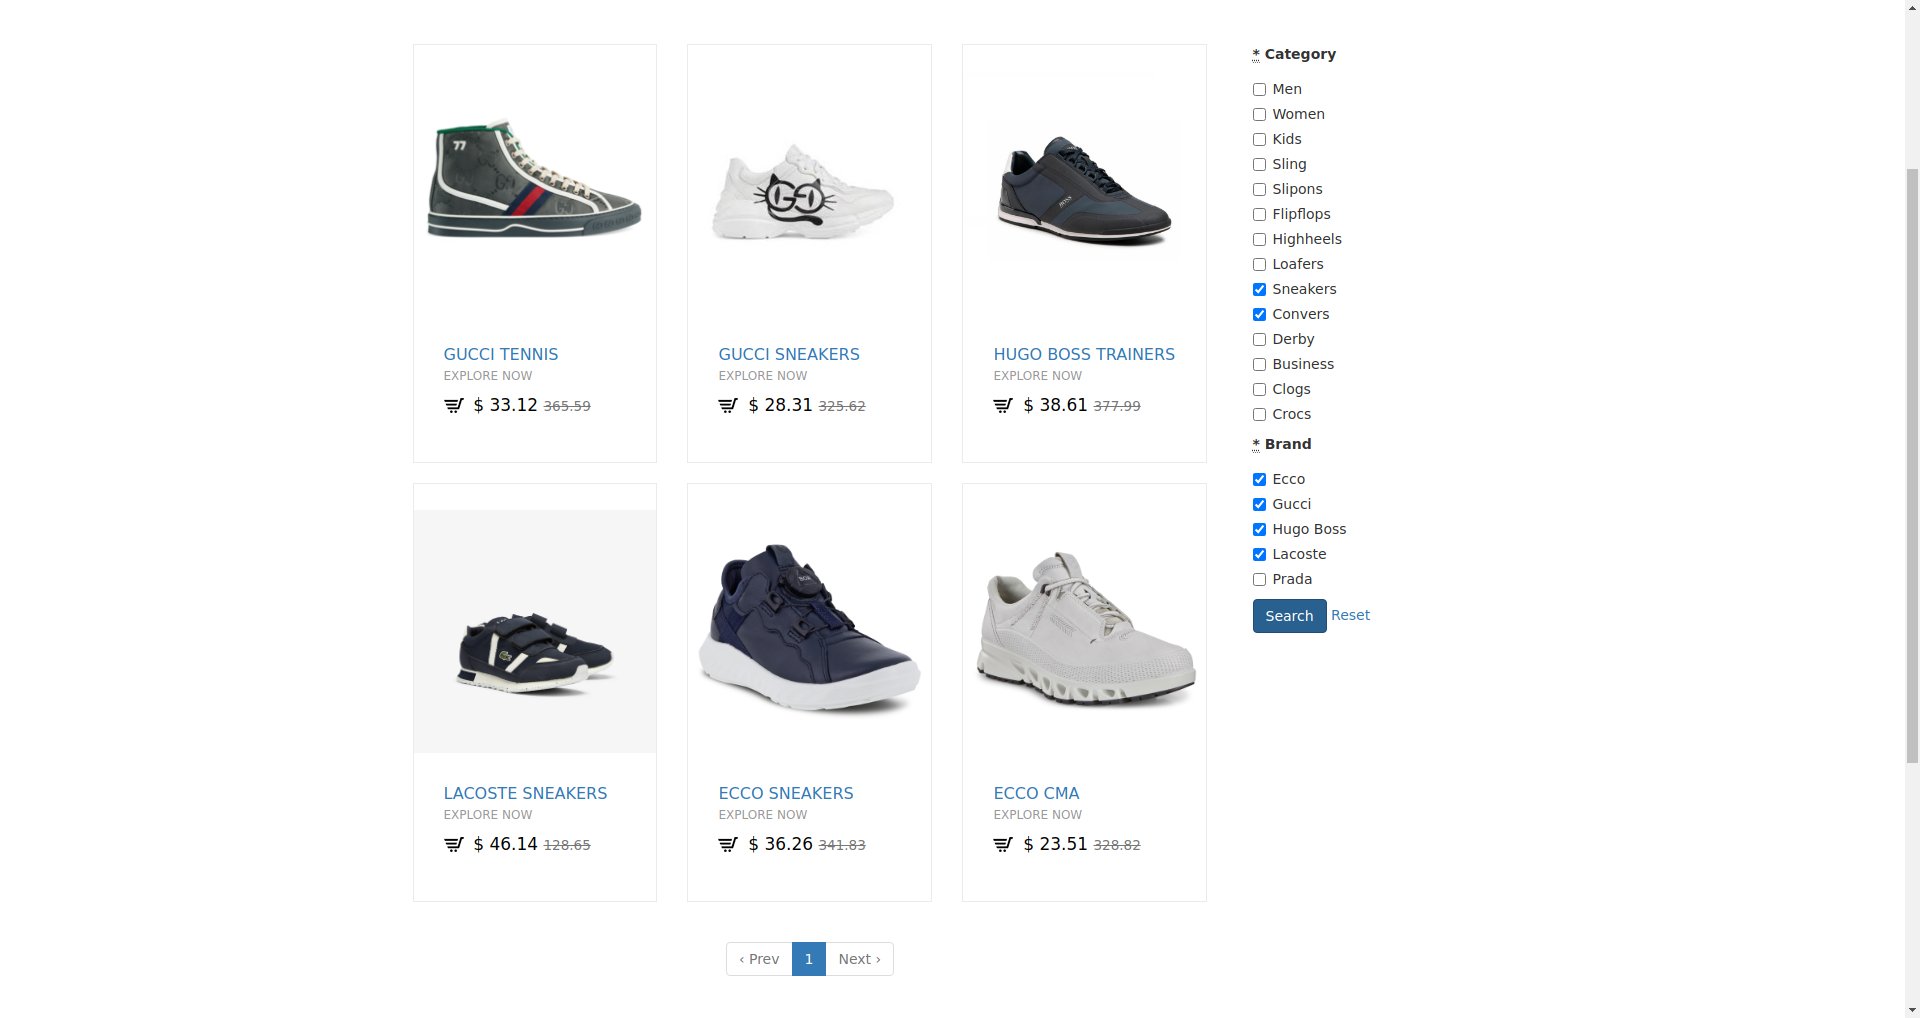 77
GUCCI TENNIS
EXPLORE NOW
$ 33.12 365.59
GUCCI SNEAKERS
EXPLORE NOW
$ 28.31 325.62
BOSS
HUGO BOSS TRAINERS
EXPLORE NOW
$ 38.61 377.99
LACOSTE SNEAKERS
EXPLORE NOW
$ 46.14 128.65
ECCO SNEAKERS
EXPLORE NOW
$ 36.26 341.83
ECCO CMA
EXPLORE NOW
$ 23.51 328.82
‹ Prev 1 Next ›
* Category
Men
Women
Kids
Sling
Slipons
Flipflops
Highheels
Loafers
Sneakers
Convers
Derby
Business
Clogs
Crocs
* Brand
Ecco
Gucci
Hugo Boss
Lacoste
Prada
Search Reset